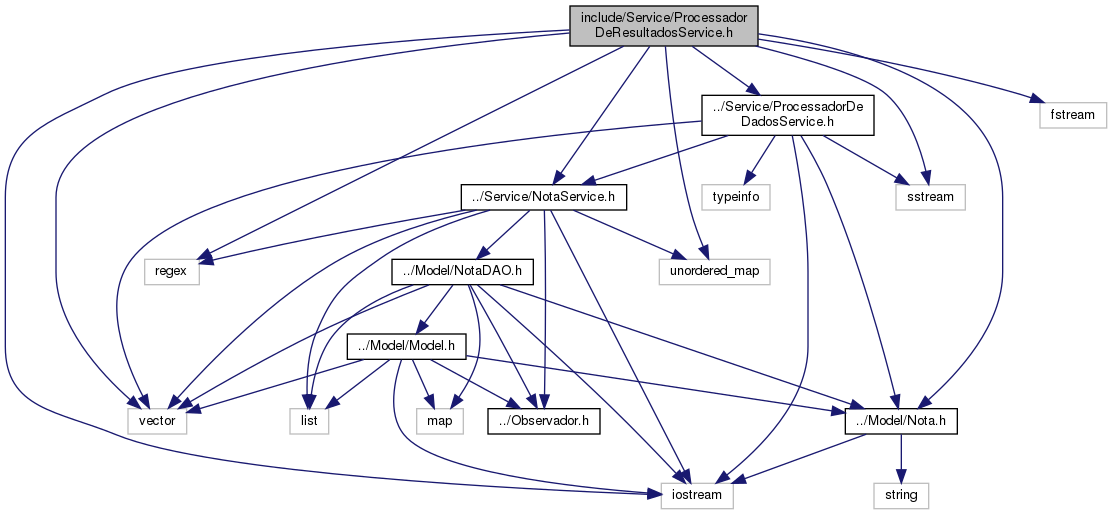 include/Service/Processador
DeResultadosService.h
../Service/ProcessadorDe
DadosService.h
fstream
../Service/NotaService.h
typeinfo
sstream
regex
../Model/NotaDAO.h
unordered_map
../Model/Model.h
vector
list
map
../Observador.h
../Model/Nota.h
iostream
string